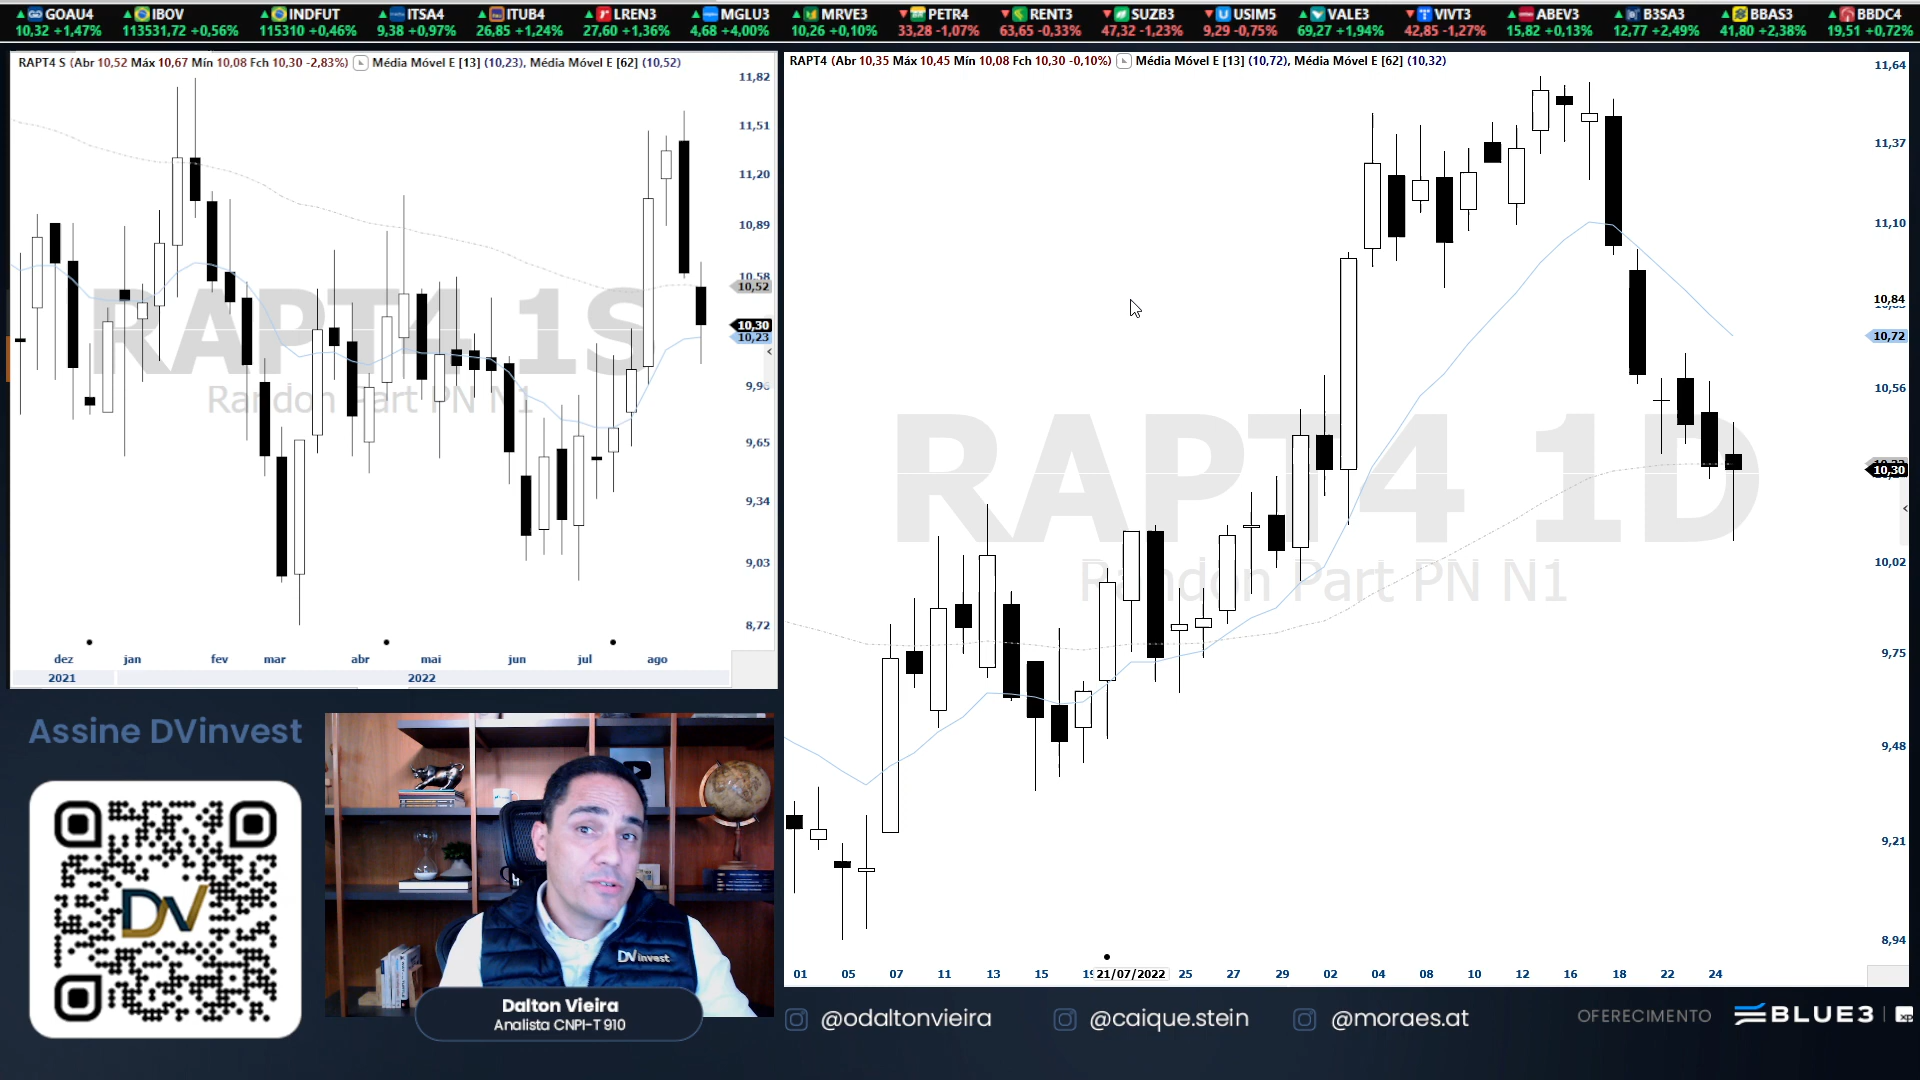 GOAU4 IBOV INDFUT ITSA4 ITUB4 LREN3 MGLU3 MRVE3 PETR4 RENT3 SUZB3 USIM5 VALE3 VIVT3 ABEV3 B3SA3 BBAS3 BBDC4
10,32 +1,47% 113531,72 +0,56% 115310 +0,46% 9,38 +0,97% 26,85 +1,24% 27,60 +1,36% 4,68 +4,00% 10,26 +0,10% 33,28 -1,07% 63,65 -0,33% 47,32 -1,23% 9,29 -0,75% 69,27 +1,94% 42,85 -1,27% 15,82 +0,13% 12,77 +2,49% 41,80 +2,38% 19,51 +0,72%
RAPT4 S (Abr 10,52 Máx 10,67 Mín 10,08 Fch 10,30 -2,83%) Média Móvel E [13] (10,23), Média Móvel E [62] (10,52)
11,82
11,51
11,20
10,89
10,58
10,52
10,30
10,23
9,65
9,34
9,03
8,72
RAPT4 1S
Randon Part PN N1
dez jan fev mar abr mai jun jul ago
2021 2022
RAPT4 (Abr 10,35 Máx 10,45 Mín 10,08 Fch 10,30 -0,10%) Média Móvel E [13] (10,72), Média Móvel E [62] (10,32)
11,64
11,37
11,10
10,84
10,72
10,56
10,30
10,02
9,75
9,48
9,21
8,94
RAPT4 1D
Randon Part PN N1
01 05 07 11 13 15 21/07/2022 25 27 29 02 04 08 10 12 16 18 22 24
Assine DVinvest
DV
DVinvest
Dalton Vieira
Analista CNPI-T 910
@odaltonvieira @caique.stein @moraes.at
OFERECIMENTO BLUE3 xp